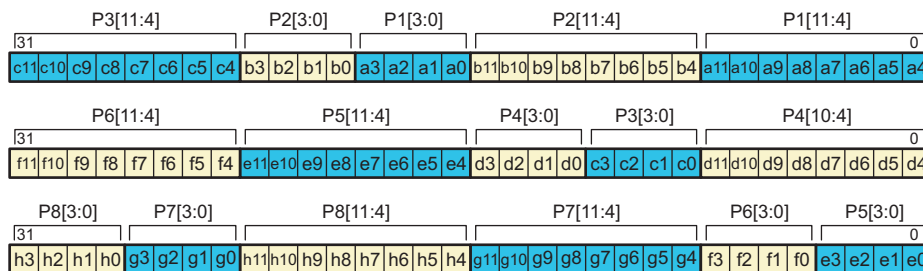 P3[11:4] P2[3:0] P1[3:0] P2[11:4] P1[11:4]
31 0
c11 c10 c9 c8 c7 c6 c5 c4 b3 b2 b1 b0 a3 a2 a1 a0 b11 b10 b9 b8 b7 b6 b5 b4 a11 a10 a9 a8 a7 a6 a5 a4
P6[11:4] P5[11:4] P4[3:0] P3[3:0] P4[10:4]
31 0
f11 f10 f9 f8 f7 f6 f5 f4 e11 e10 e9 e8 e7 e6 e5 e4 d3 d2 d1 d0 c3 c2 c1 c0 d11 d10 d9 d8 d7 d6 d5 d4
P8[3:0] P7[3:0] P8[11:4] P7[11:4] P6[3:0] P5[3:0]
31 0
h3 h2 h1 h0 g3 g2 g1 g0 h11 h10 h9 h8 h7 h6 h5 h4 g11 g10 g9 g8 g7 g6 g5 g4 f3 f2 f1 f0 e3 e2 e1 e0